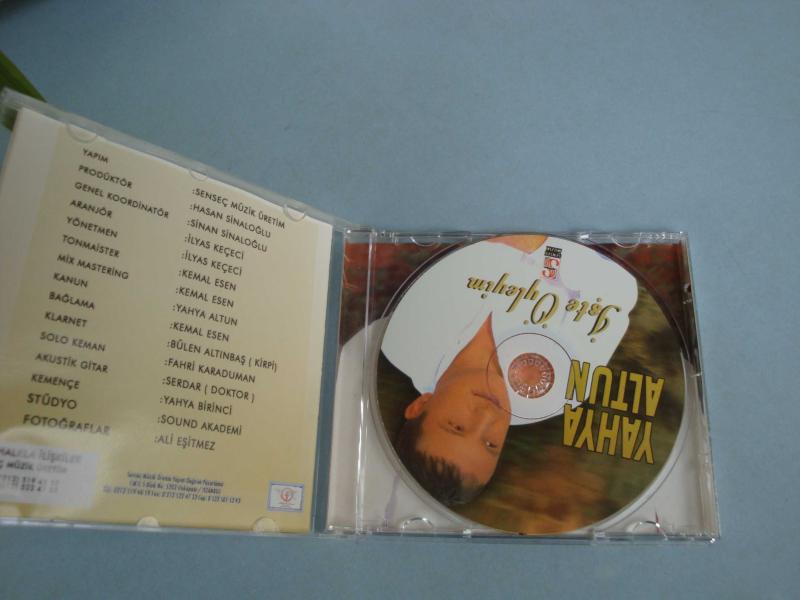 YAPIM :SENSEÇ MÜZİK ÜRETİM
PRODÜKTÖR :HASAN SİNALOĞLU
GENEL KOORDİNATÖR :SİNAN SİNALOĞLU
ARANJÖR :İLYAS KEÇECİ
YÖNETMEN :İLYAS KEÇECİ
TONMAİSTER :KEMAL ESEN
MİX MASTERİNG :KEMAL ESEN
KANUN :YAHYA ALTUN
BAĞLAMA :KEMAL ESEN
KLARNET :BÜLEN ALTINBAŞ ( KİRPİ)
SOLO KEMAN :FAHRİ KARADUMAN
AKUSTİK GİTAR :SERDAR ( DOKTOR )
KEMENÇE :YAHYA BİRİNCİ
STÜDYO :SOUND AKADEMİ
FOTOĞRAFLAR :ALİ EŞİTMEZ
MÜZİK ÜRETİM
YAHYA
ALTUN
İşte Öyleyim